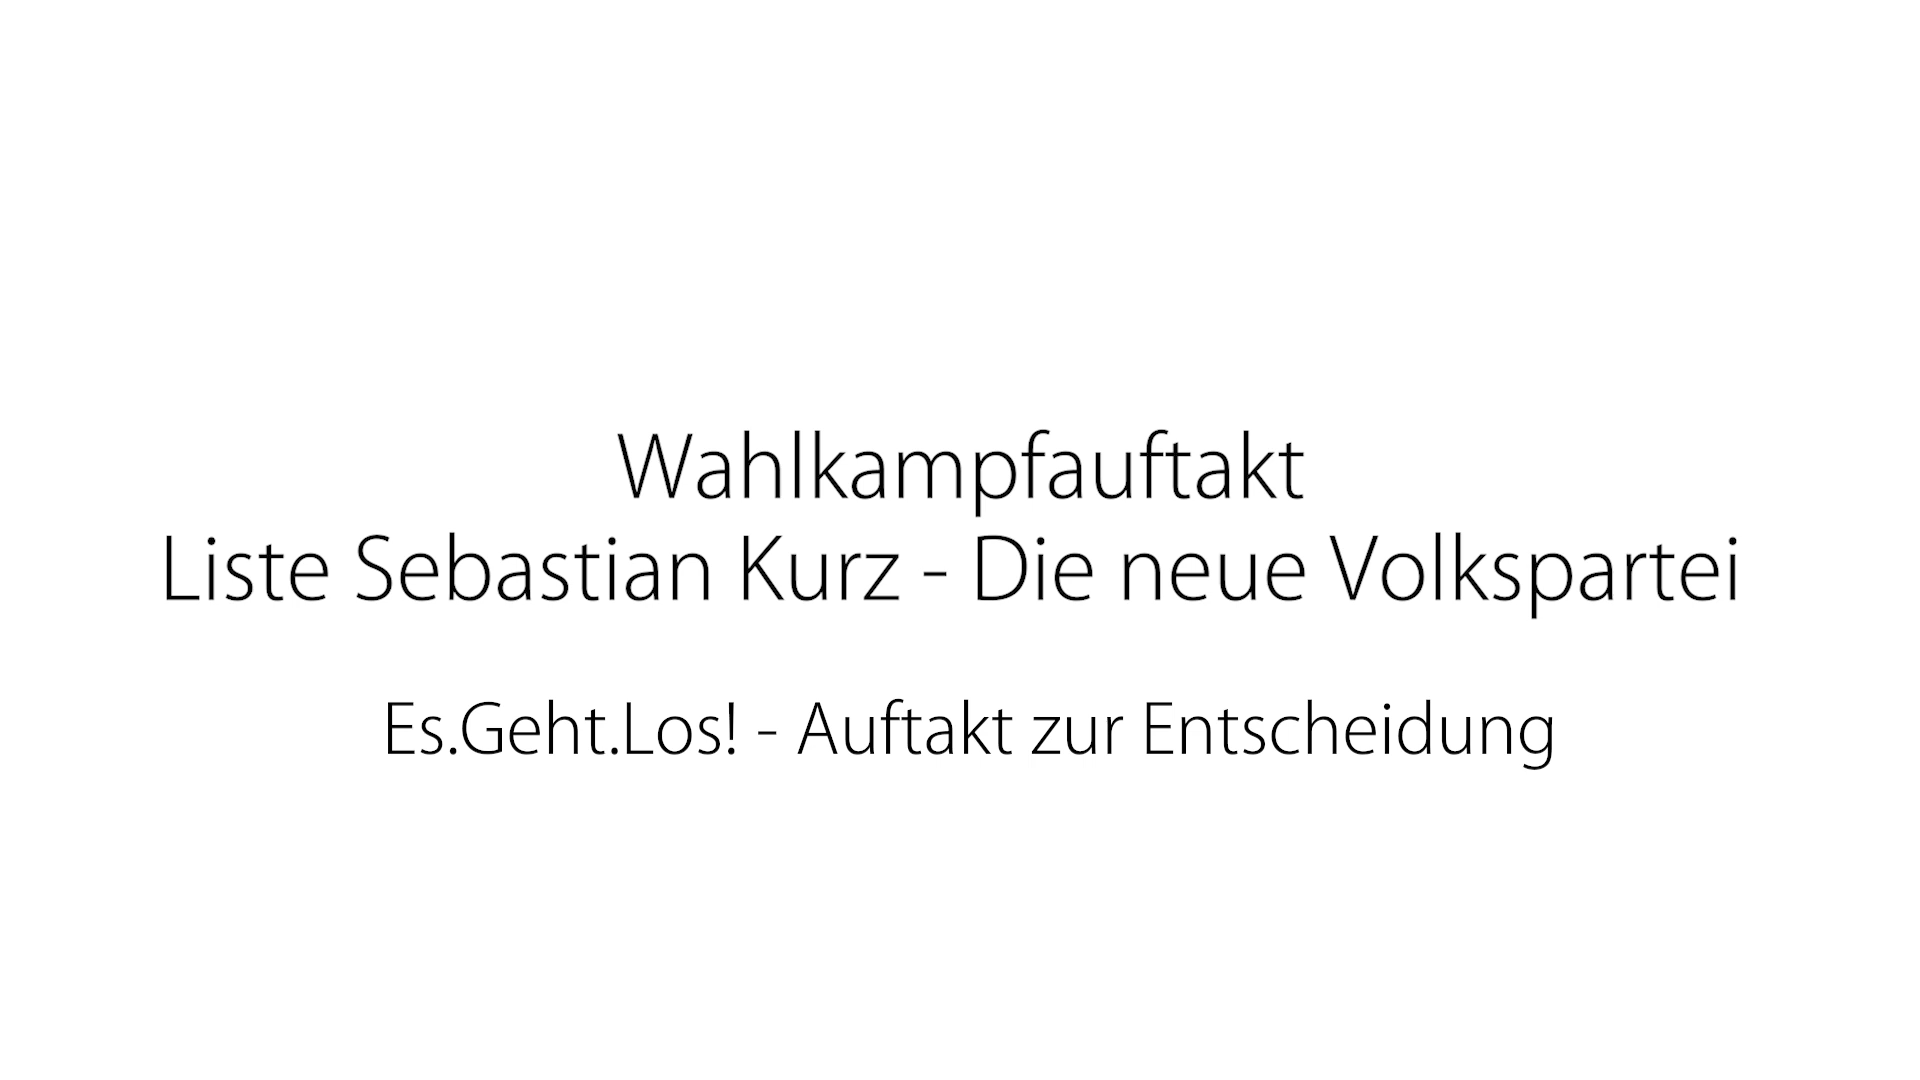 Wahlkampfauftakt
Liste Sebastian Kurz - Die neue Volkspartei
Es.Geht.Los! - Auftakt zur Entscheidung